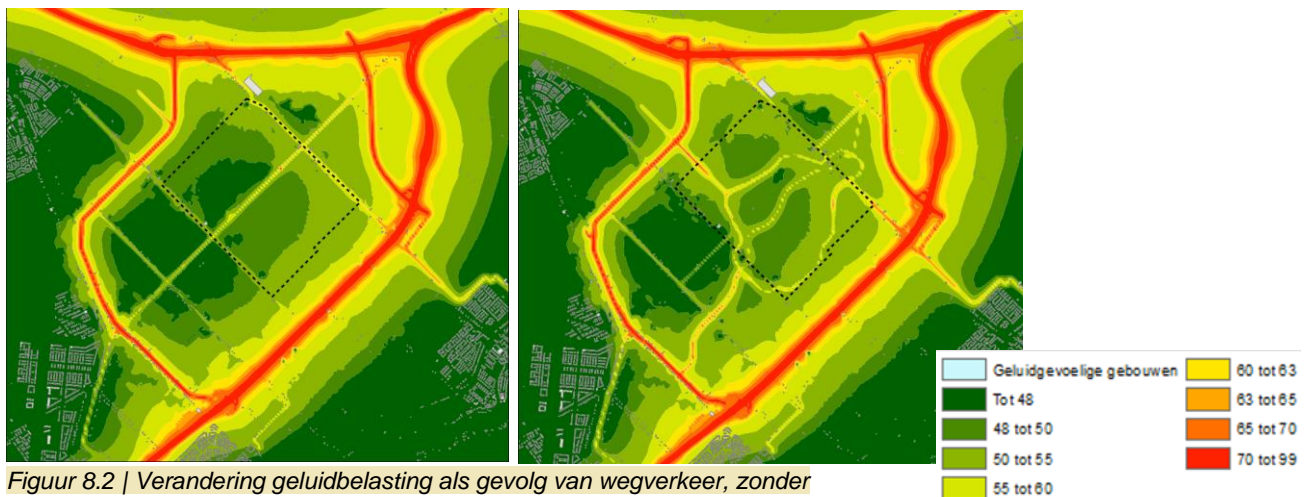 Geluidgevoelige gebouwen
Tot 48
48 tot 50
50 tot 55
55 tot 60
60 tot 63
63 tot 65
65 tot 70
70 tot 99
Figuur 8.2 | Verandering geluidbelasting als gevolg van wegverkeer, zonder